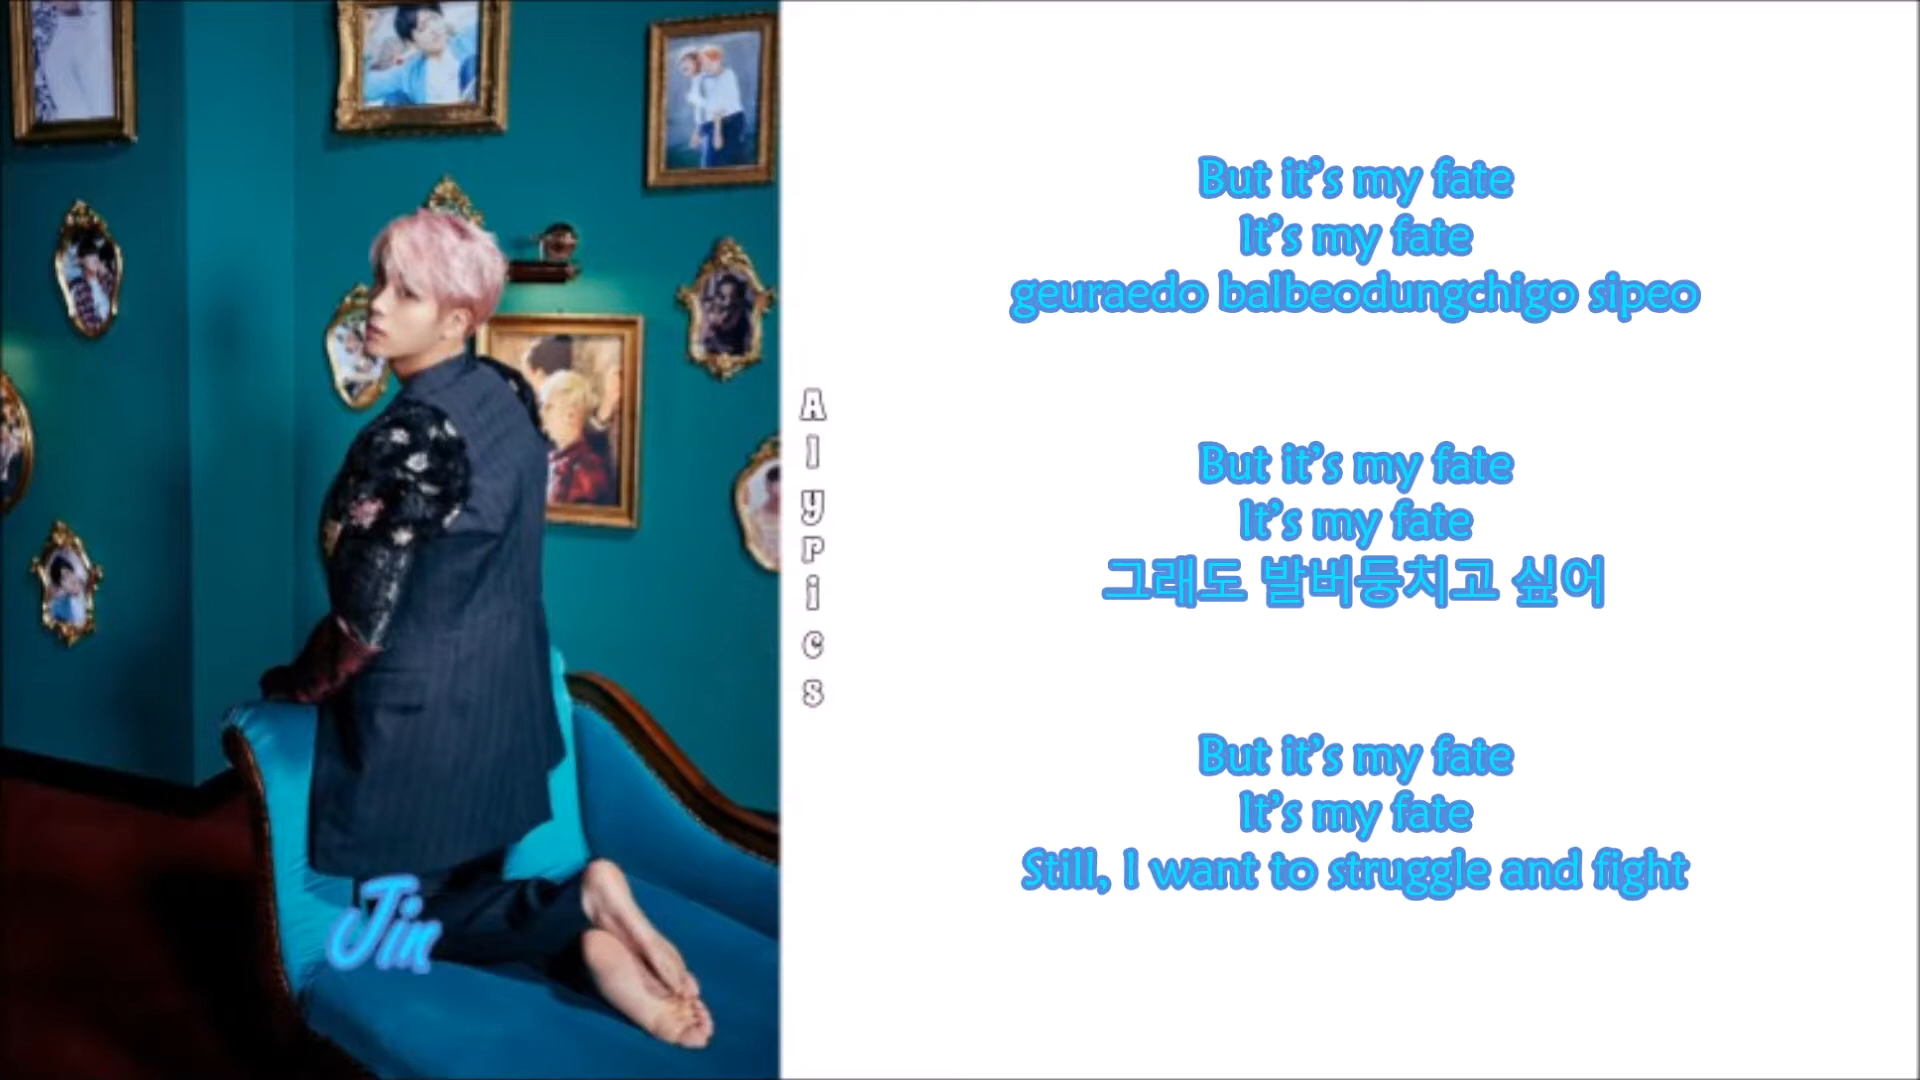 But it's my fate
It's my fate
geuraedo balbeodungchigo sipeo
But it's my fate
It's my fate
그래도 발버둥치고 싶어
But it's my fate
It's my fate
Still, I want to struggle and fight
Alypics
Jin